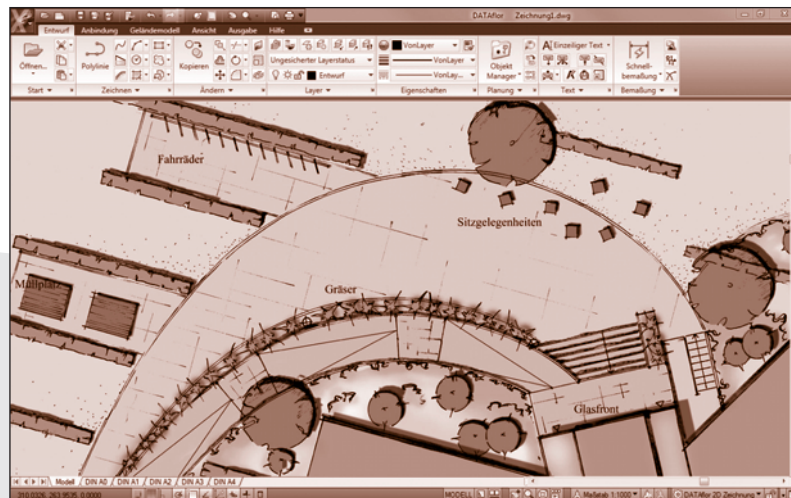 DATAflor Zeichnung1.dwg
Entwurf Anbindung Geländemodell Ansicht Ausgabe Hilfe
Öffnen...
Polylinie
Kopieren
Ungesicherter Layerstatus
Entwurf
VonLayer
VonLayer
VonLay...
Objekt
Manager
Einzeiliger Text
Schnell-
bemaßung
Start Zeichnen Ändern Layer Eigenschaften Planung Text Bemaßung
Fahrräder
Sitzgelegenheiten
Müllplatz
Gräser
Glasfront
Modell DIN A0 DIN A1 DIN A2 DIN A3 DIN A4
MODELL Maßstab 1:1000 DATAflor 2D Zeichnung